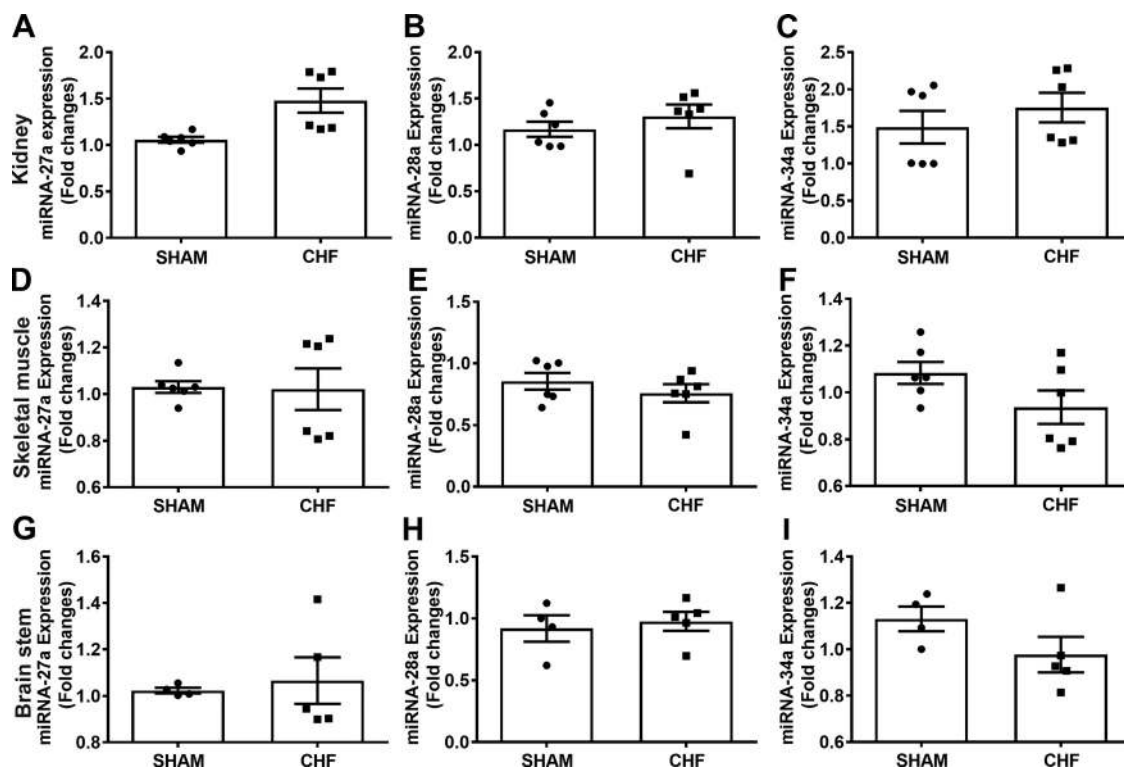 A
B
C
Kidney
miRNA-27a expression
(Fold changes)
2.0
1.5
1.0
0.5
0.0
SHAM
CHF
miRNA-28a Expression
(Fold changes)
2.0
1.5
1.0
0.5
0.0
SHAM
CHF
miRNA-34a Expression
(Fold changes)
2.5
2.0
1.5
1.0
0.5
0.0
SHAM
CHF
D
E
F
Skeletal muscle
miRNA-27a Expression
(Fold changes)
1.4
1.2
1.0
0.8
0.6
SHAM
CHF
miRNA-28a Expression
(Fold changes)
1.5
1.0
0.5
0.0
SHAM
CHF
miRNA-34a Expression
(Fold changes)
1.4
1.2
1.0
0.8
0.6
SHAM
CHF
G
H
I
Brain stem
miRNA-27a Expression
(Fold changes)
1.6
1.4
1.2
1.0
0.8
SHAM
CHF
miRNA-28a Expression
(Fold changes)
1.5
1.0
0.5
0.0
SHAM
CHF
miRNA-34a Expression
(Fold changes)
1.4
1.2
1.0
0.8
0.6
SHAM
CHF